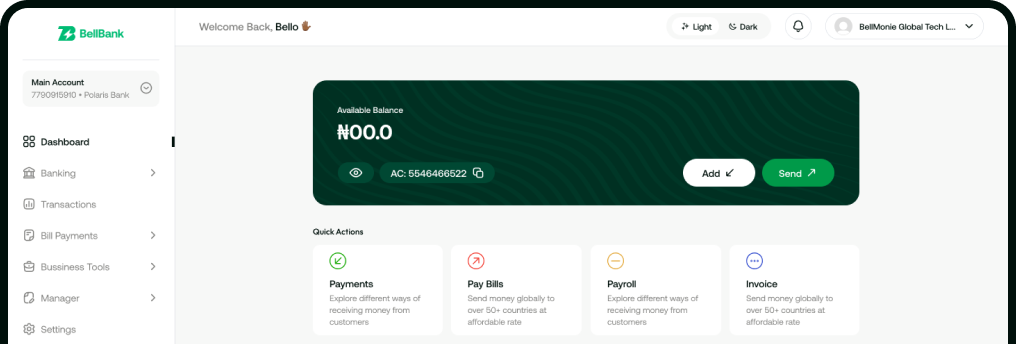 BellBank
Welcome Back, Bello
Light
Dark
BellMonie Global Tech L...
Main Account
7790915910 • Polaris Bank
Dashboard
Banking
Transactions
Bill Payments
Bussiness Tools
Manager
Settings
Available Balance
₦00.0
AC: 5546466522
Add
Send
Quick Actions
Payments
Explore different ways of
receiving money from
customers
Pay Bills
Send money globally to
over 50+ countries at
affordable rate
Payroll
Explore different ways of
receiving money from
customers
Invoice
Send money globally to
over 50+ countries at
affordable rate